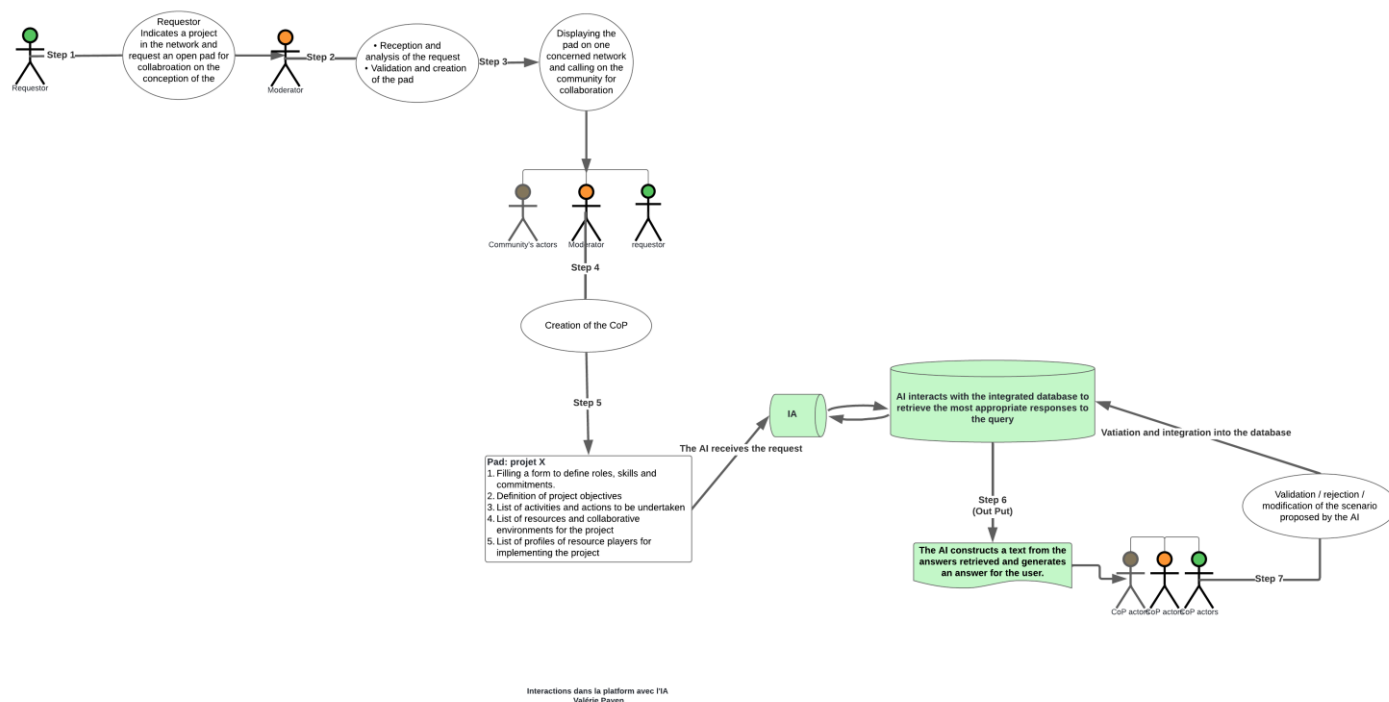 Requestor
Indicates a project
in the network and
request an open pad for
collabroation on the
conception of the
Step 1
Requestor
Moderator
Step 2
• Reception and
analysis of the request
• Validation and creation
of the pad
Step 3
Displaying the
pad on one
concerned network
and calling on the
community for
collaboration
Community's actors
Moderator
requestor
Step 4
Creation of the CoP
Step 5
Pad: projet X
1. Filling a form to define roles, skills and
commitments.
2. Definition of project objectives
3. List of activities and actions to be undertaken
4. List of resources and collaborative
environments for the project
5. List of profiles of resource players for
implementing the project
The AI receives the request
IA
AI interacts with the integrated database to
retrieve the most appropriate responses to
the query
Vatiation and integration into the database
Step 6
(Out Put)
The AI constructs a text from the
answers retrieved and generates
an answer for the user.
CoP actors
CoP actors
CoP actors
Step 7
Validation / rejection /
modification of the scenario
proposed by the AI
Interactions dans la platform avec l'IA
Valérie Payen